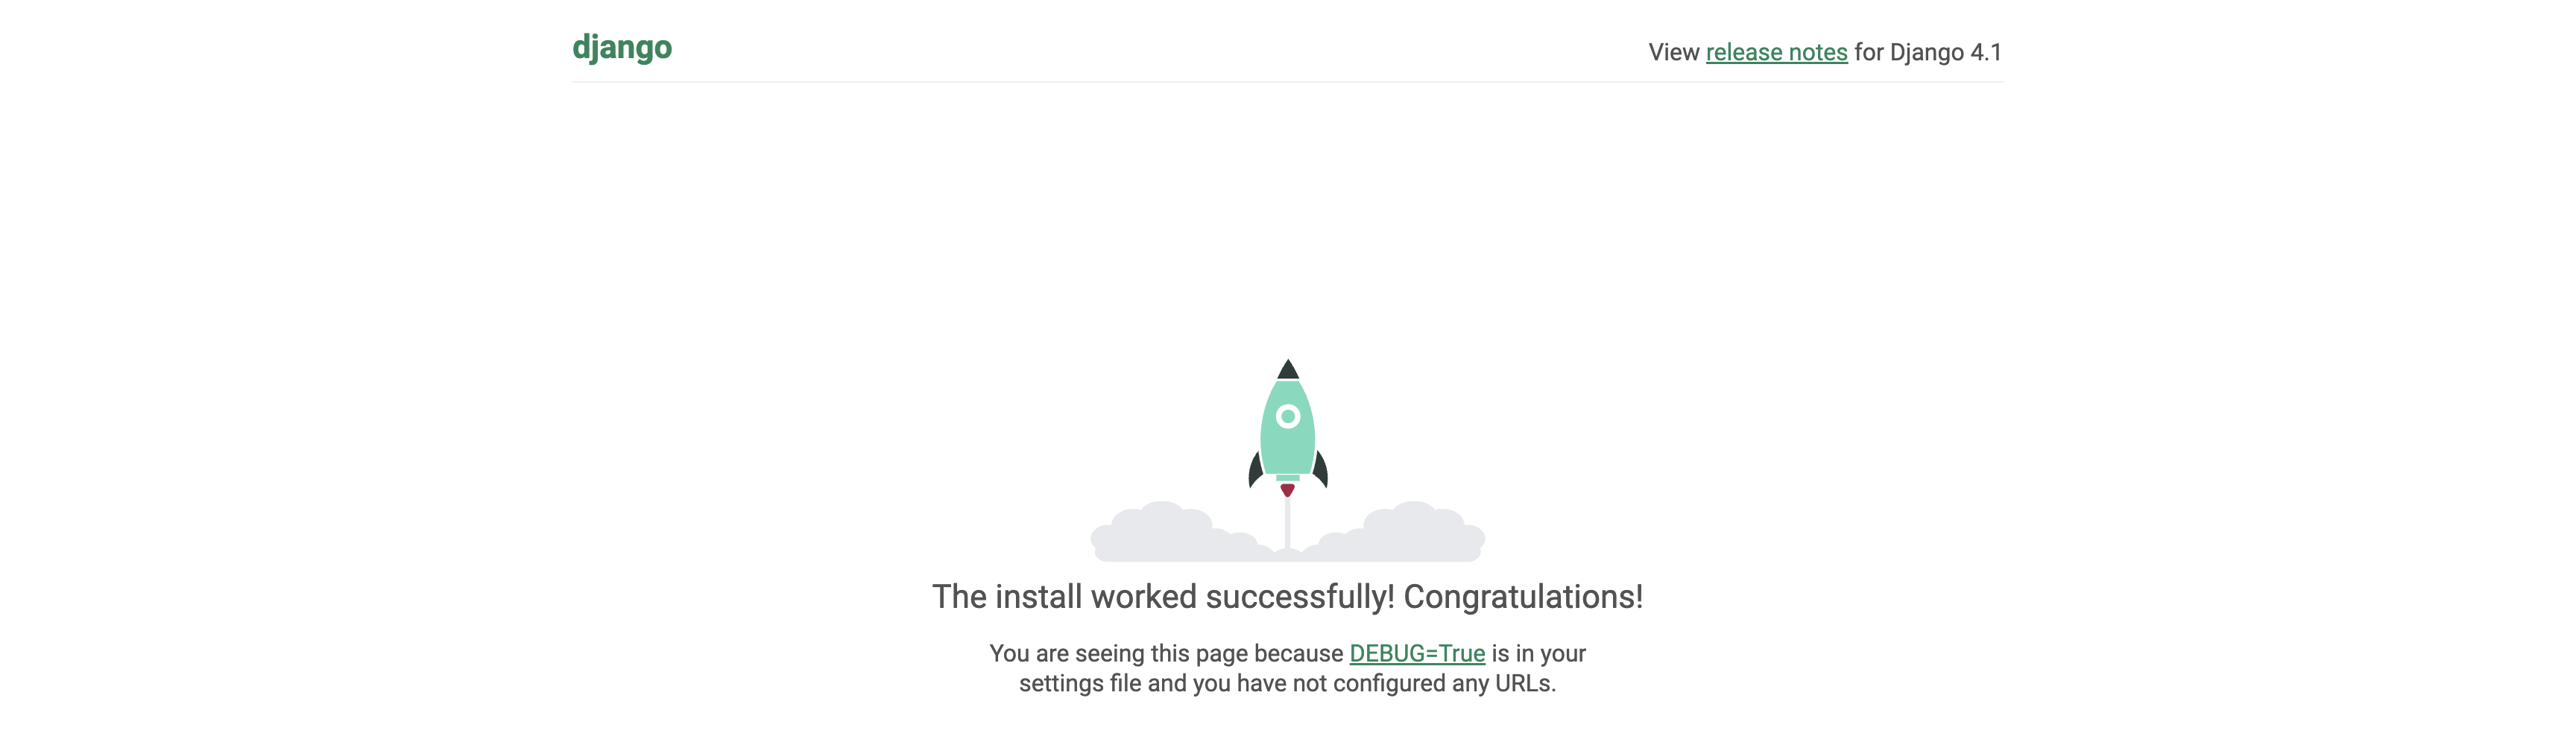 django
View release notes for Django 4.1
The install worked successfully! Congratulations!
You are seeing this page because DEBUG=True is in your
settings file and you have not configured any URLs.